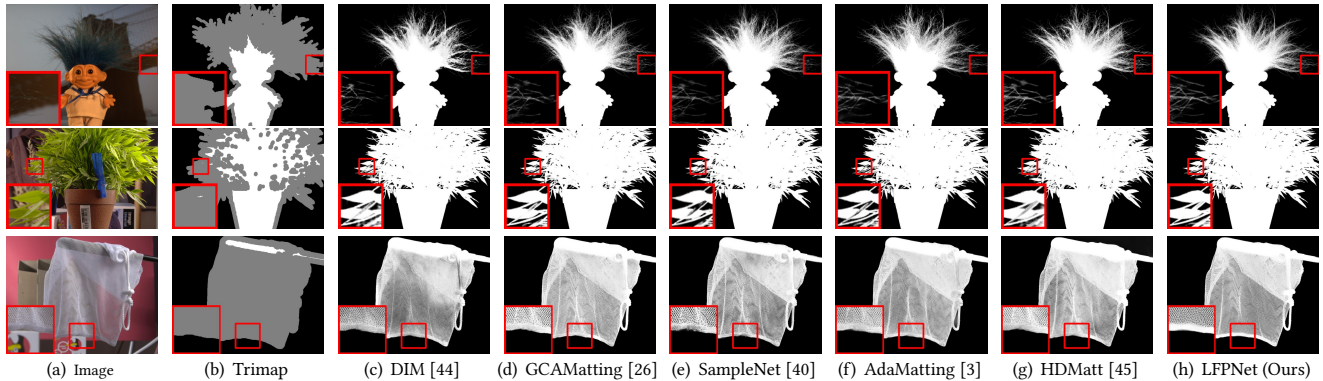 (a) Image (b) Trimap (c) DIM [44] (d) GCAMatting [26] (e) SampleNet [40] (f) AdaMatting [3] (g) HDMatt [45] (h) LFPNet (Ours)